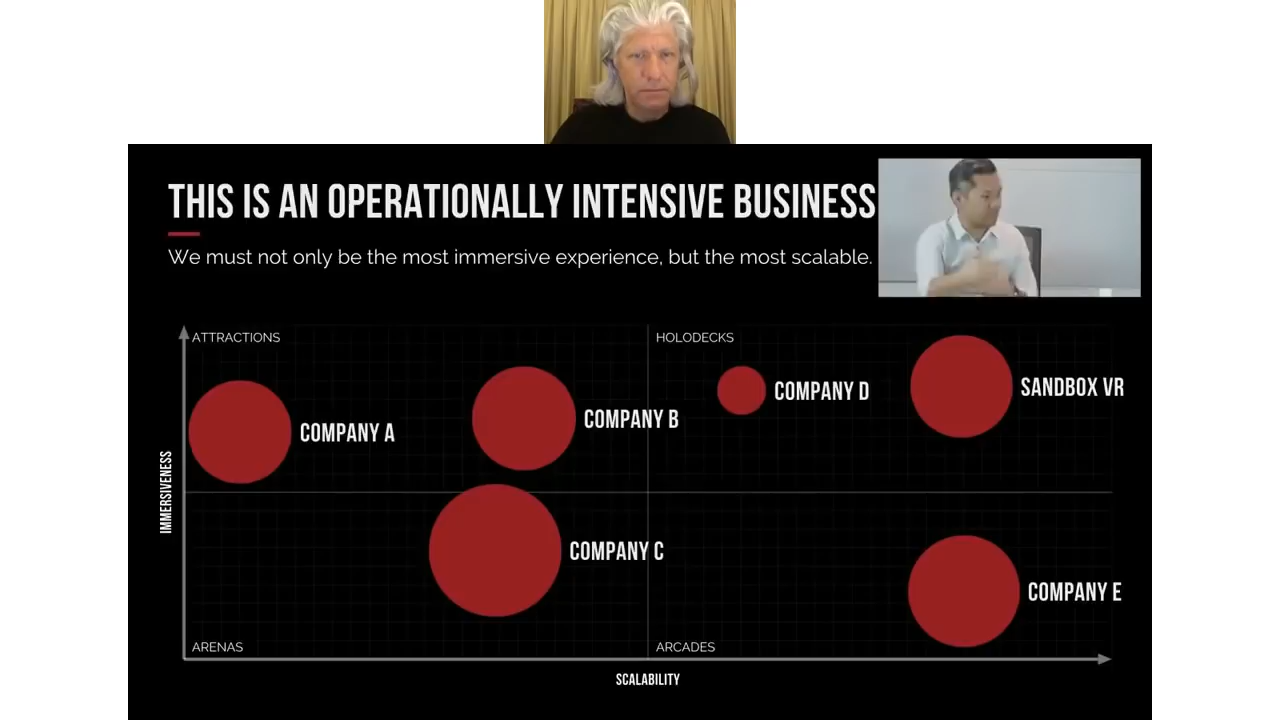 THIS IS AN OPERATIONALLY INTENSIVE BUSINESS
We must not only be the most immersive experience, but the most scalable.
ATTRACTIONS
HOLODECKS
COMPANY A
COMPANY B
COMPANY D
SANDBOX VR
IMMERSIVENESS
COMPANY C
COMPANY E
ARENAS
ARCADES
SCALABILITY